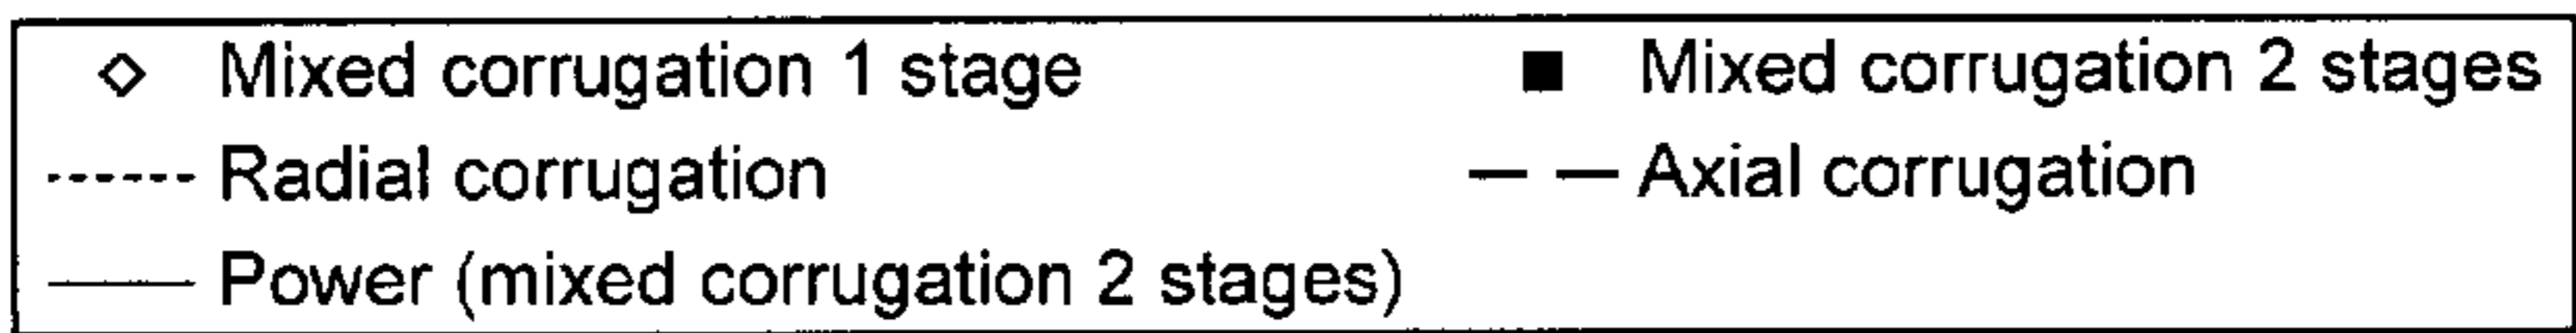 Mixed corrugation 1 stage
Mixed corrugation 2 stages
Radial corrugation
Axial corrugation
Power (mixed corrugation 2 stages)